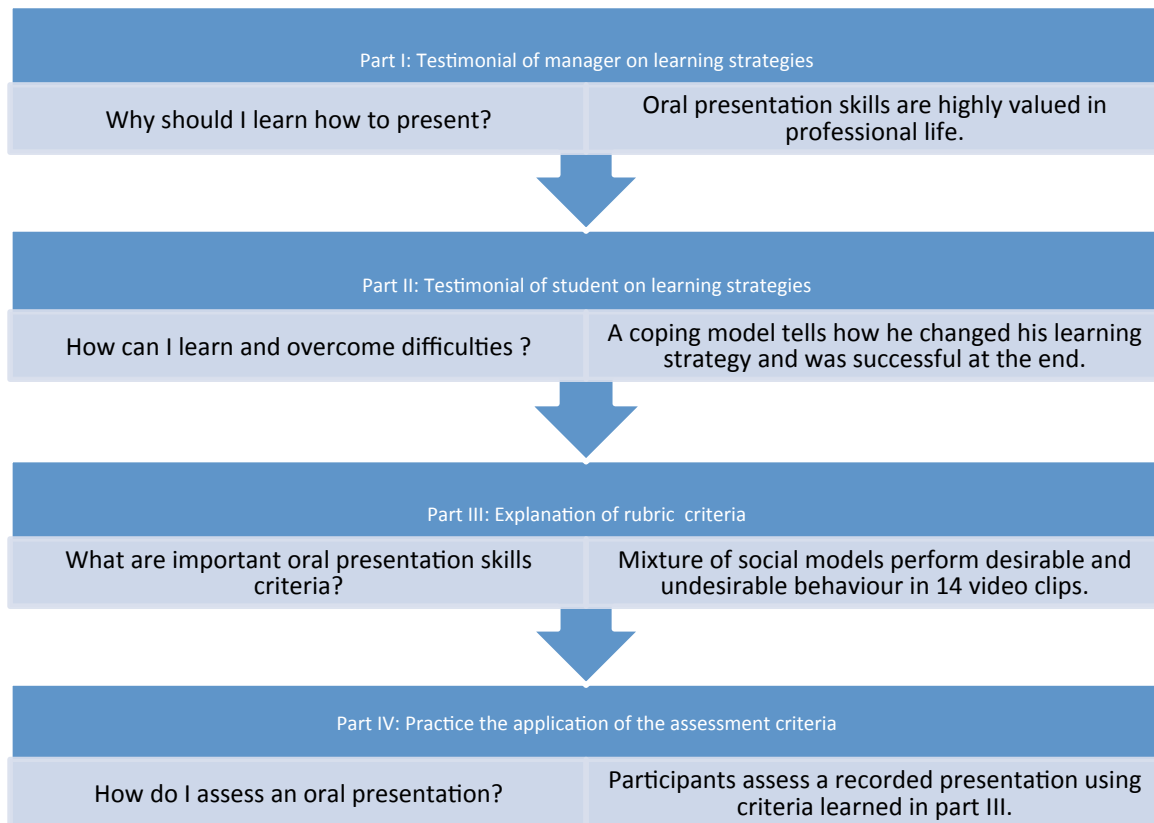 Part I: Testimonial of manager on learning strategies
Why should I learn how to present?
Oral presentation skills are highly valued in
professional life.
Part II: Testimonial of student on learning strategies
How can I learn and overcome difficulties ?
A coping model tells how he changed his learning
strategy and was successful at the end.
Part III: Explanation of rubric  criteria
What are important oral presentation skills
criteria?
Mixture of social models perform desirable and
undesirable behaviour in 14 video clips.
Part IV: Practice the application of the assessment criteria
How do I assess an oral presentation?
Participants assess a recorded presentation using
criteria learned in part III.